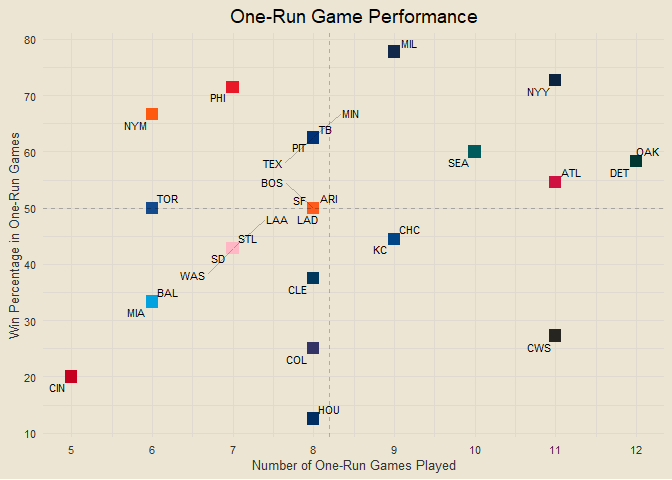 One-Run Game Performance
80
MIL
NYY
70
PHI
NYM
MIN
TB
PIT
60
TEX
SEA
OAK
DET
ATL
BOS
TOR
SF
ARI
50
LAA
LAD
CHC
KC
STL
SD
40
WAS
CLE
BAL
MIA
30
CWS
COL
20
CIN
HOU
10
5
6
7
8
9
10
11
12
Number of One-Run Games Played
Win Percentage in One-Run Games